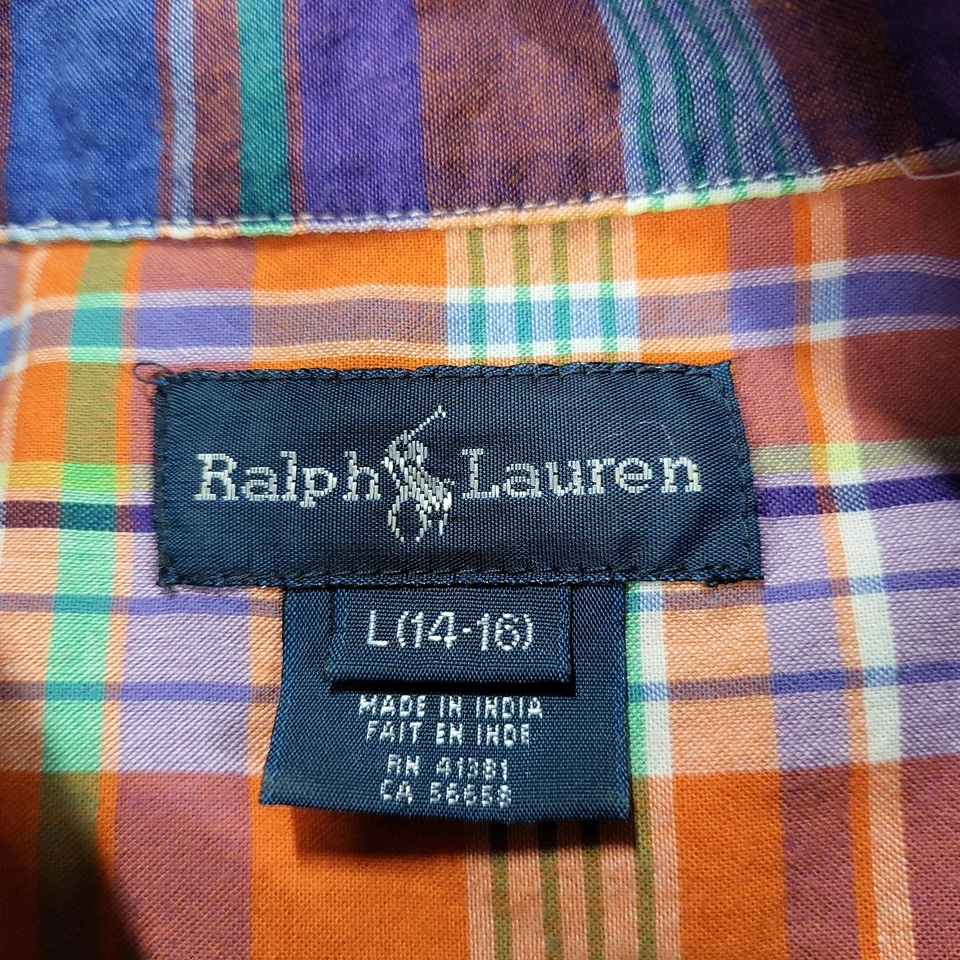 Ralph Lauren
L(14-16)
MADE IN INDIA
FAIT EN INDE
RN 41381
CA 56658